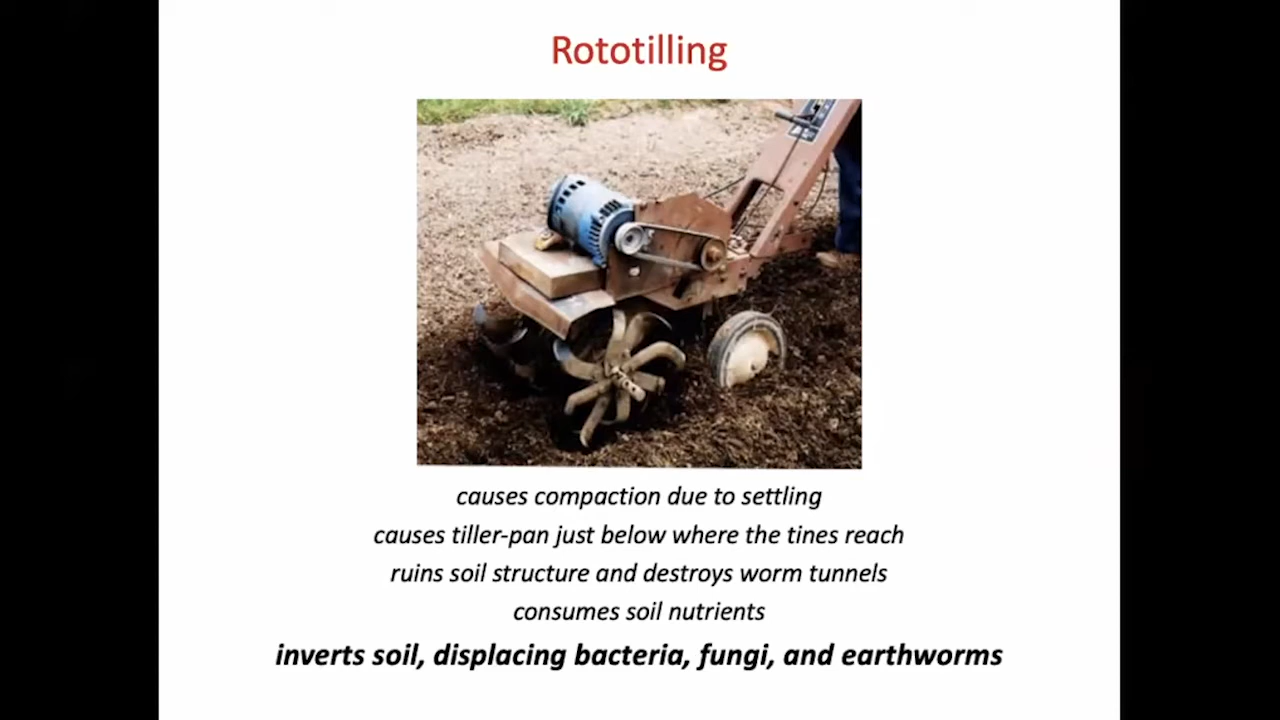 Rototilling
causes compaction due to settling
causes tiller-pan just below where the tines reach
ruins soil structure and destroys worm tunnels
consumes soil nutrients
inverts soil, displacing bacteria, fungi, and earthworms